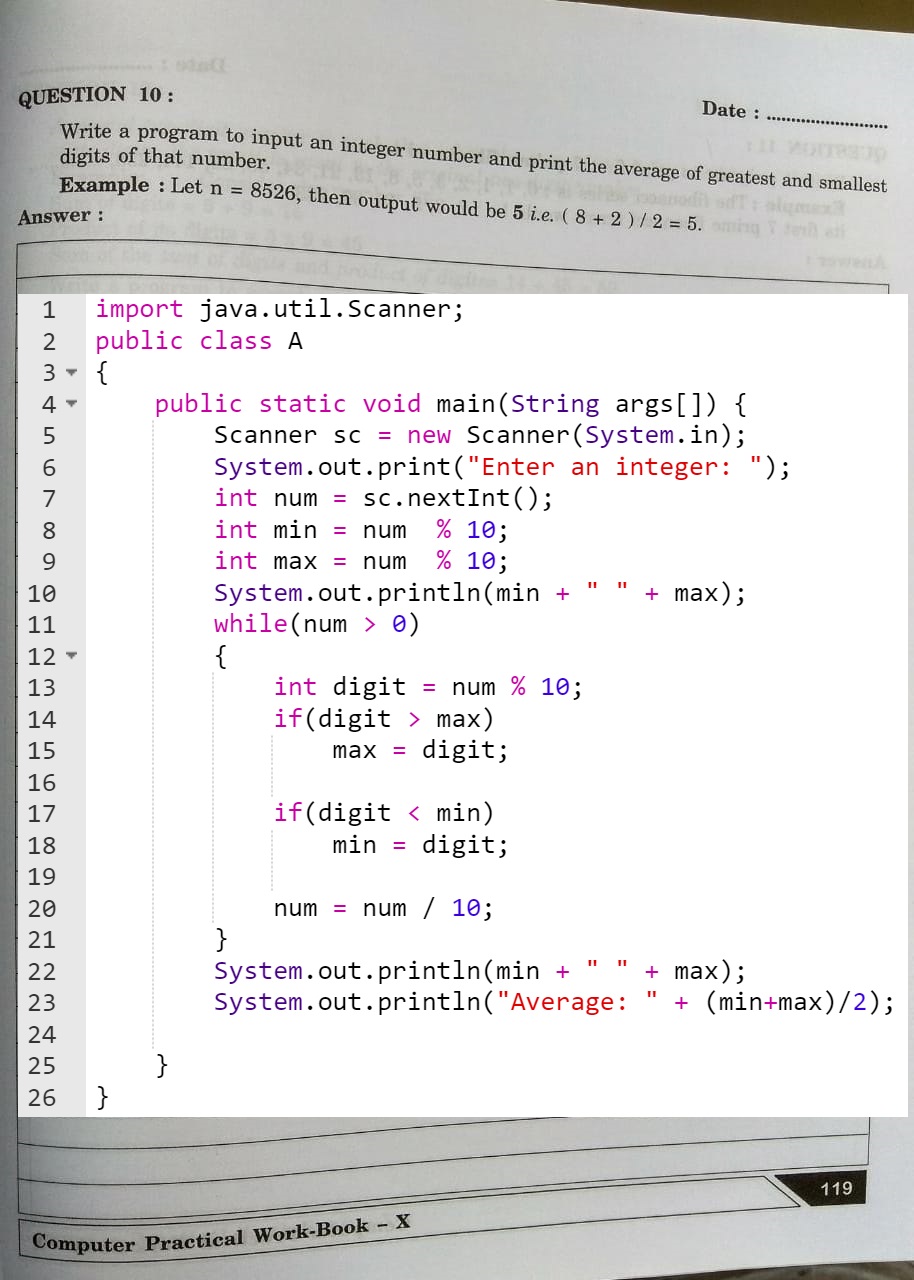 QUESTION 10 :
Date : ..........................
Write a program to input an integer number and print the average of greatest and smallest
digits of that number.
Example : Let n = 8526, then output would be 5 i.e. ( 8 + 2 ) / 2 = 5.
Answer :
1 import java.util.Scanner;
2 public class A
3 {
4     public static void main(String args[]) {
5         Scanner sc = new Scanner(System.in);
6         System.out.print("Enter an integer: ");
7         int num = sc.nextInt();
8         int min = num  % 10;
9         int max = num  % 10;
10         System.out.println(min + " " + max);
11         while(num > 0)
12         {
13             int digit = num % 10;
14             if(digit > max)
15                 max = digit;
16
17             if(digit < min)
18                 min = digit;
19
20             num = num / 10;
21         }
22         System.out.println(min + " " + max);
23         System.out.println("Average: " + (min+max)/2);
24
25     }
26 }
119
Computer Practical Work-Book – X